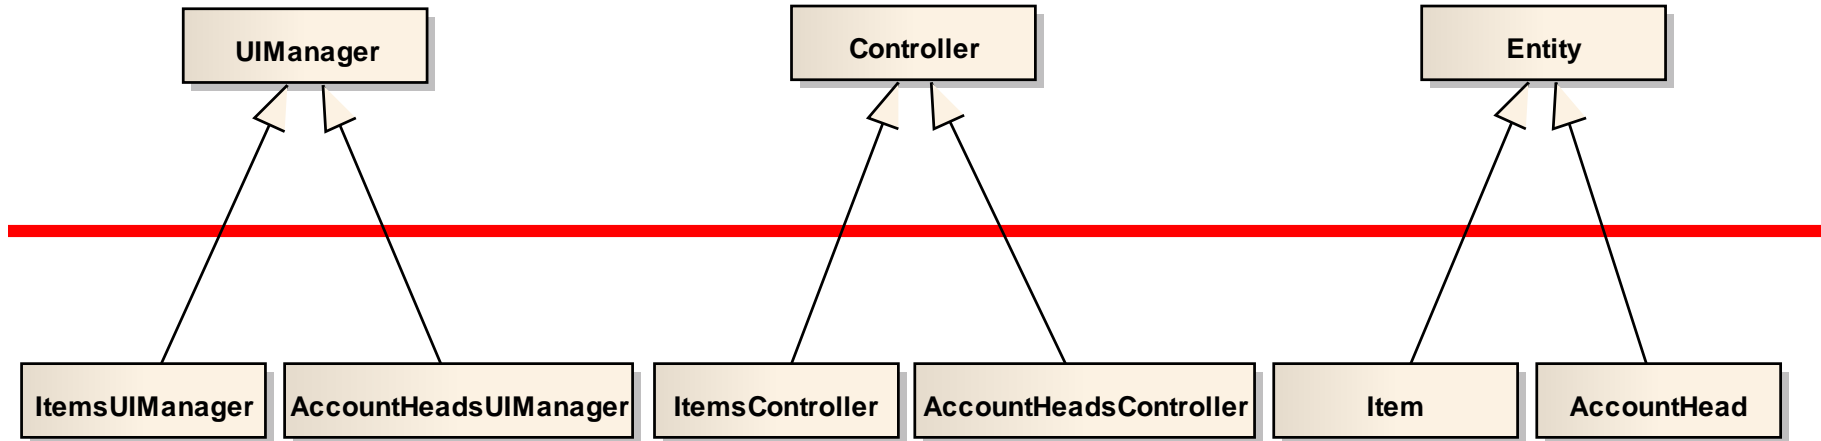 UIManager
Controller
Entity
ItemsUIManager
AccountHeadsUIManager
ItemsController
AccountHeadsController
Item
AccountHead